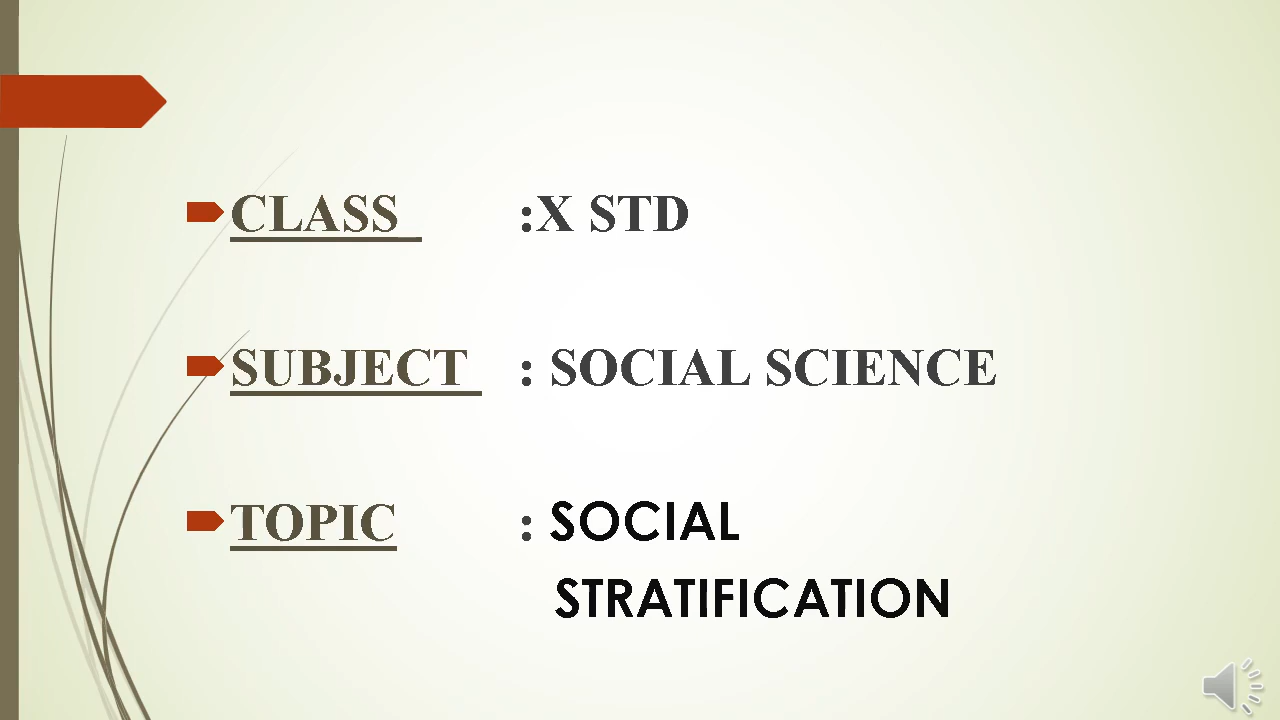 CLASS :X STD
SUBJECT : SOCIAL SCIENCE
TOPIC : SOCIAL
STRATIFICATION